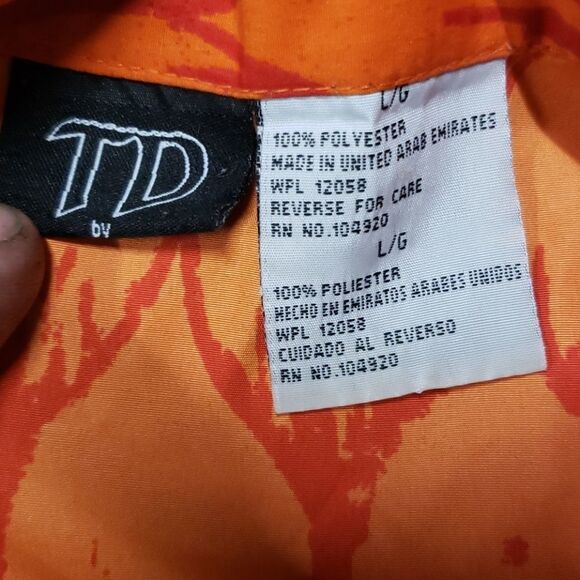 TD
by
L/G
100% POLYESTER
MADE IN UNITED ARAB EMIRATES
WPL 12058
REVERSE FOR CARE
RN NO.104920
L/G
100% POLIESTER
HECHO EN EMIRATOS ARABES UNIDOS
WPL 12058
CUIDADO AL REVERSO
RN NO.104920